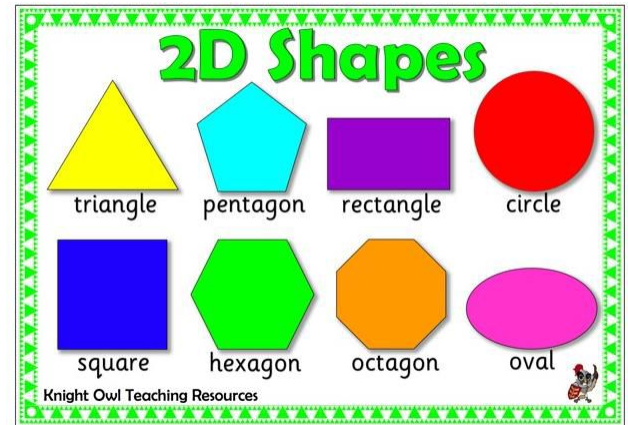 2D Shapes
triangle pentagon rectangle circle
square hexagon octagon oval
Knight Owl Teaching Resources